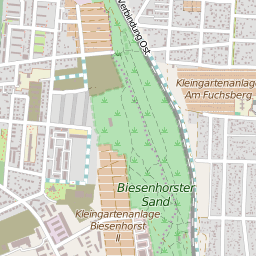 Verbindung Ost
Kleingartenanlage
Am Fuchsberg
Biesenhorster
Sand
Kleingartenanlage
Biesenhorst
II